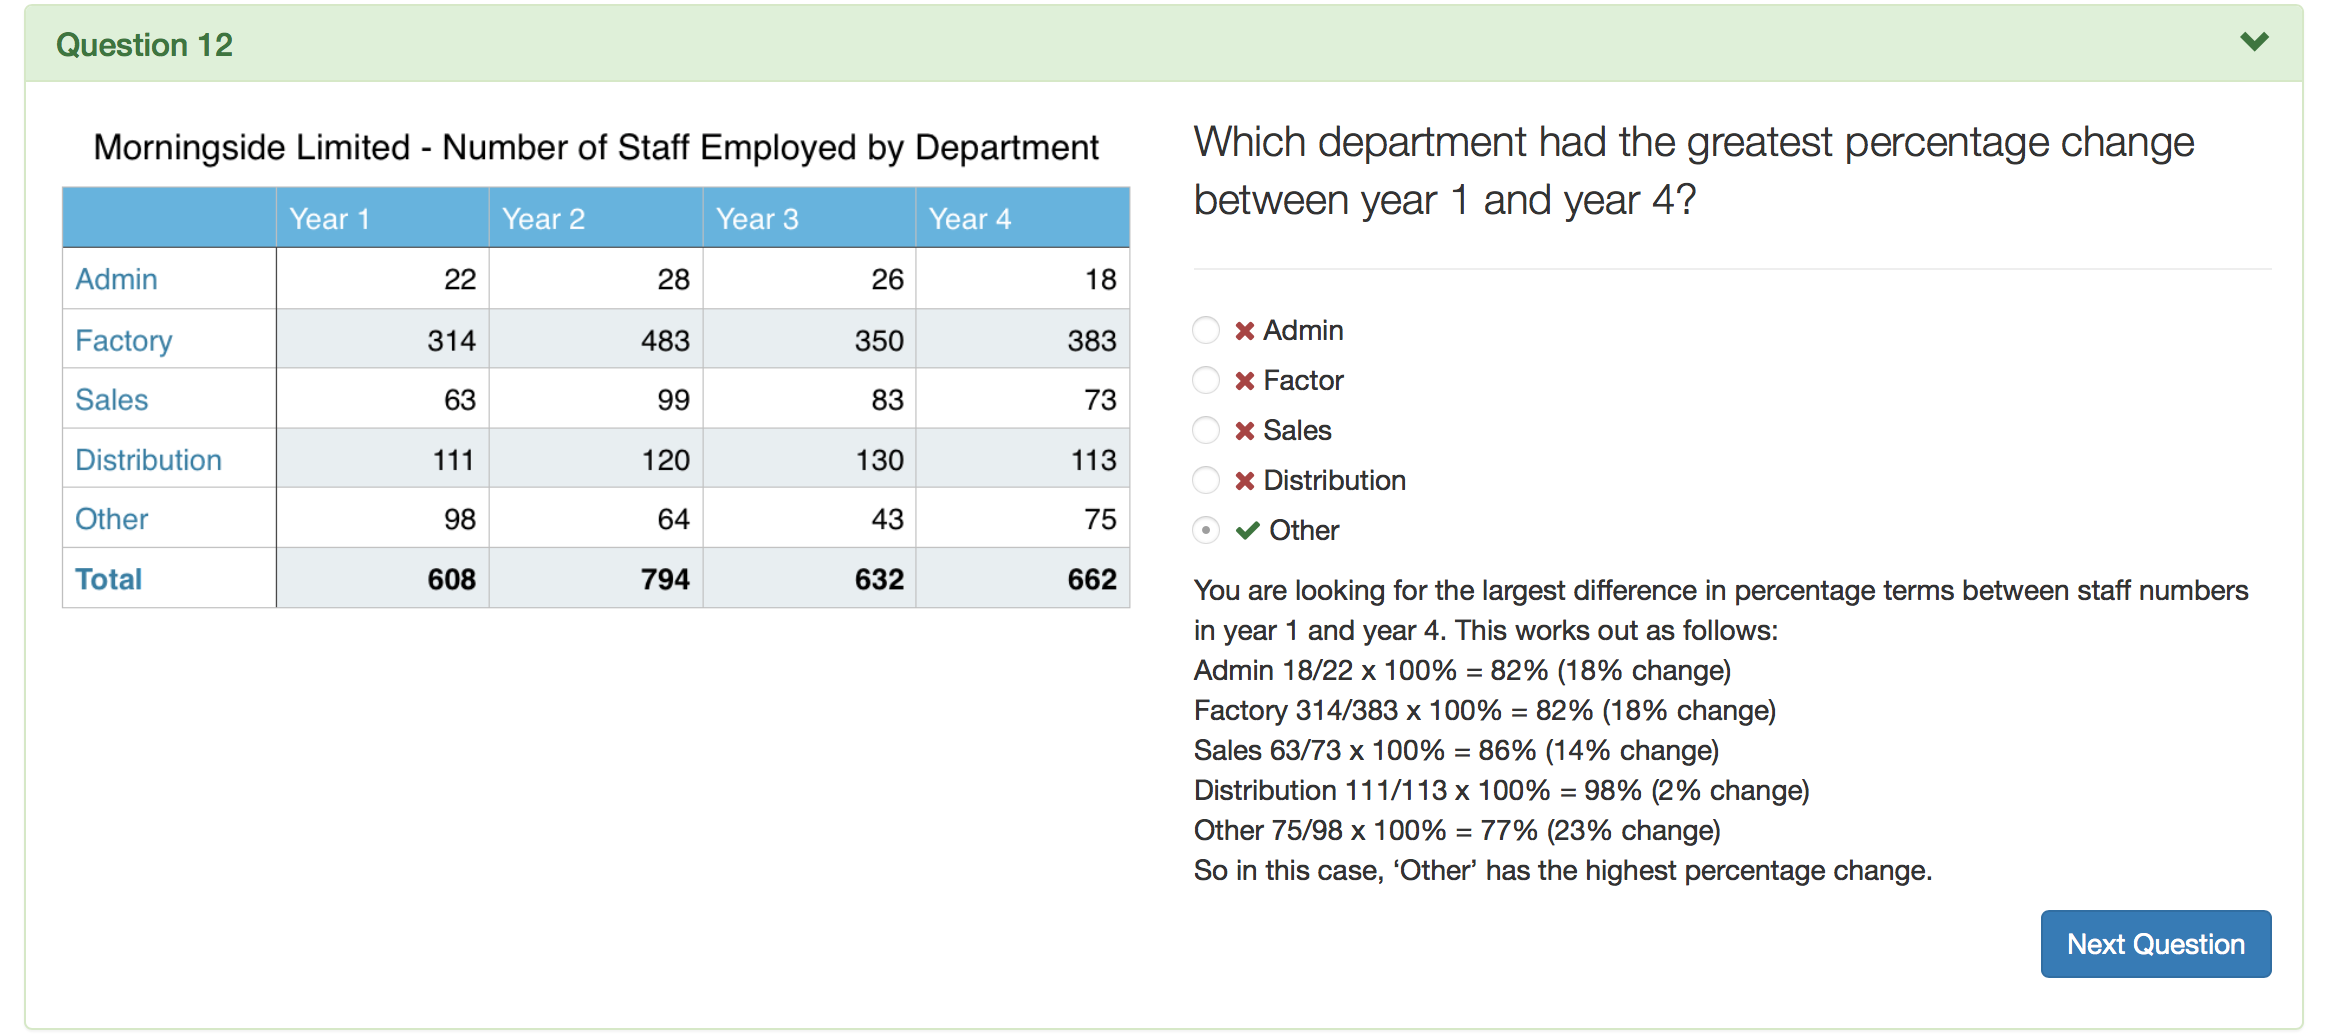 Question 12
Morningside Limited - Number of Staff Employed by Department
Year 1 Year 2 Year 3 Year 4
Admin 22 28 26 18
Factory 314 483 350 383
Sales 63 99 83 73
Distribution 111 120 130 113
Other 98 64 43 75
Total 608 794 632 662
Which department had the greatest percentage change
between year 1 and year 4?
Admin
Factor
Sales
Distribution
Other
You are looking for the largest difference in percentage terms between staff numbers
in year 1 and year 4. This works out as follows:
Admin 18/22 x 100% = 82% (18% change)
Factory 314/383 x 100% = 82% (18% change)
Sales 63/73 x 100% = 86% (14% change)
Distribution 111/113 x 100% = 98% (2% change)
Other 75/98 x 100% = 77% (23% change)
So in this case, ‘Other’ has the highest percentage change.
Next Question